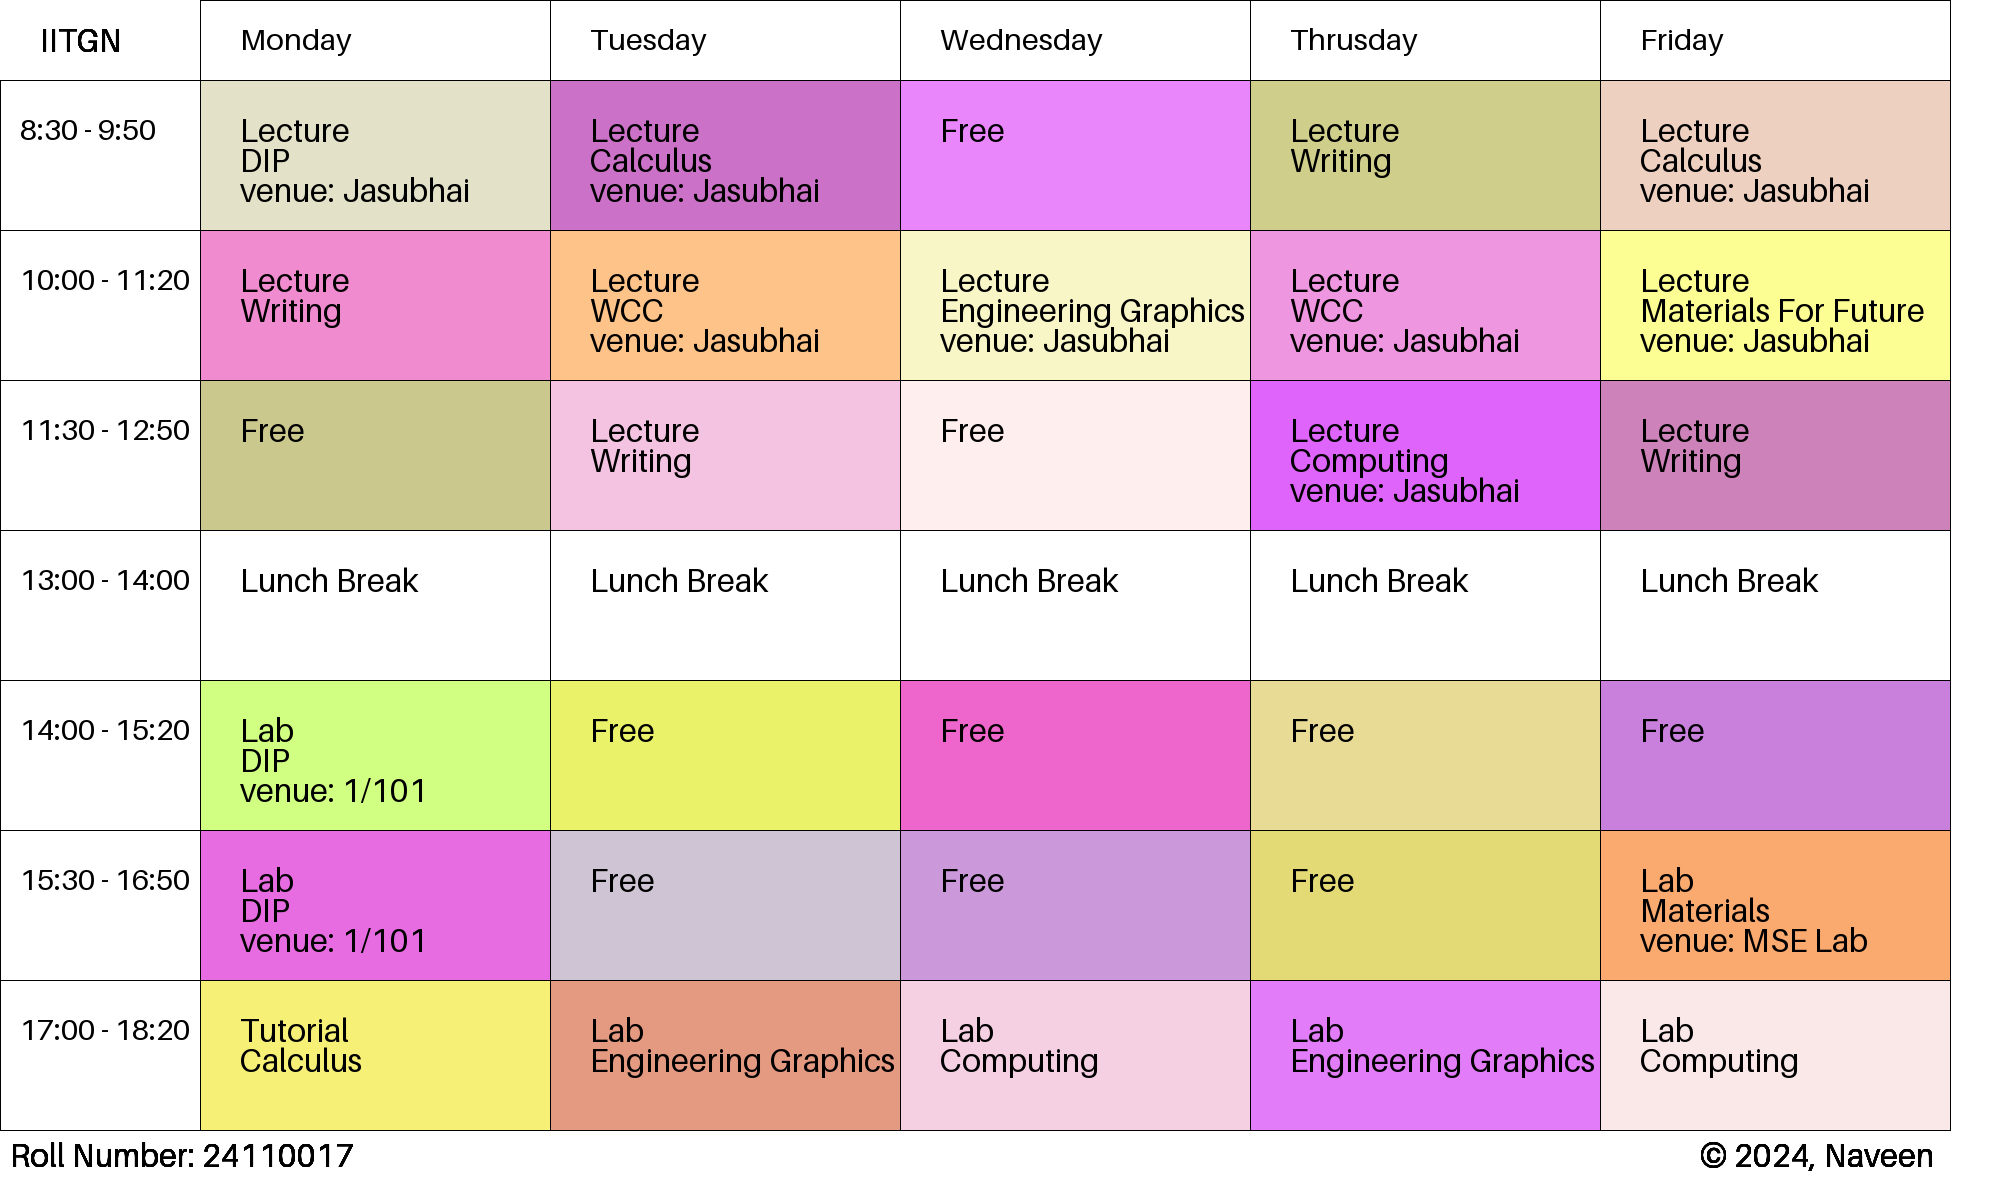 IITGN Monday Tuesday Wednesday Thrusday Friday
8:30 - 9:50
Lecture
DIP
venue: Jasubhai
Lecture
Calculus
venue: Jasubhai
Free
Lecture
Writing
Lecture
Calculus
venue: Jasubhai
10:00 - 11:20
Lecture
Writing
Lecture
WCC
venue: Jasubhai
Lecture
Engineering Graphics
venue: Jasubhai
Lecture
WCC
venue: Jasubhai
Lecture
Materials For Future
venue: Jasubhai
11:30 - 12:50
Free
Lecture
Writing
Free
Lecture
Computing
venue: Jasubhai
Lecture
Writing
13:00 - 14:00
Lunch Break
Lunch Break
Lunch Break
Lunch Break
Lunch Break
14:00 - 15:20
Lab
DIP
venue: 1/101
Free
Free
Free
Free
15:30 - 16:50
Lab
DIP
venue: 1/101
Free
Free
Free
Lab
Materials
venue: MSE Lab
17:00 - 18:20
Tutorial
Calculus
Lab
Engineering Graphics
Lab
Computing
Lab
Engineering Graphics
Lab
Computing
Roll Number: 24110017
© 2024, Naveen